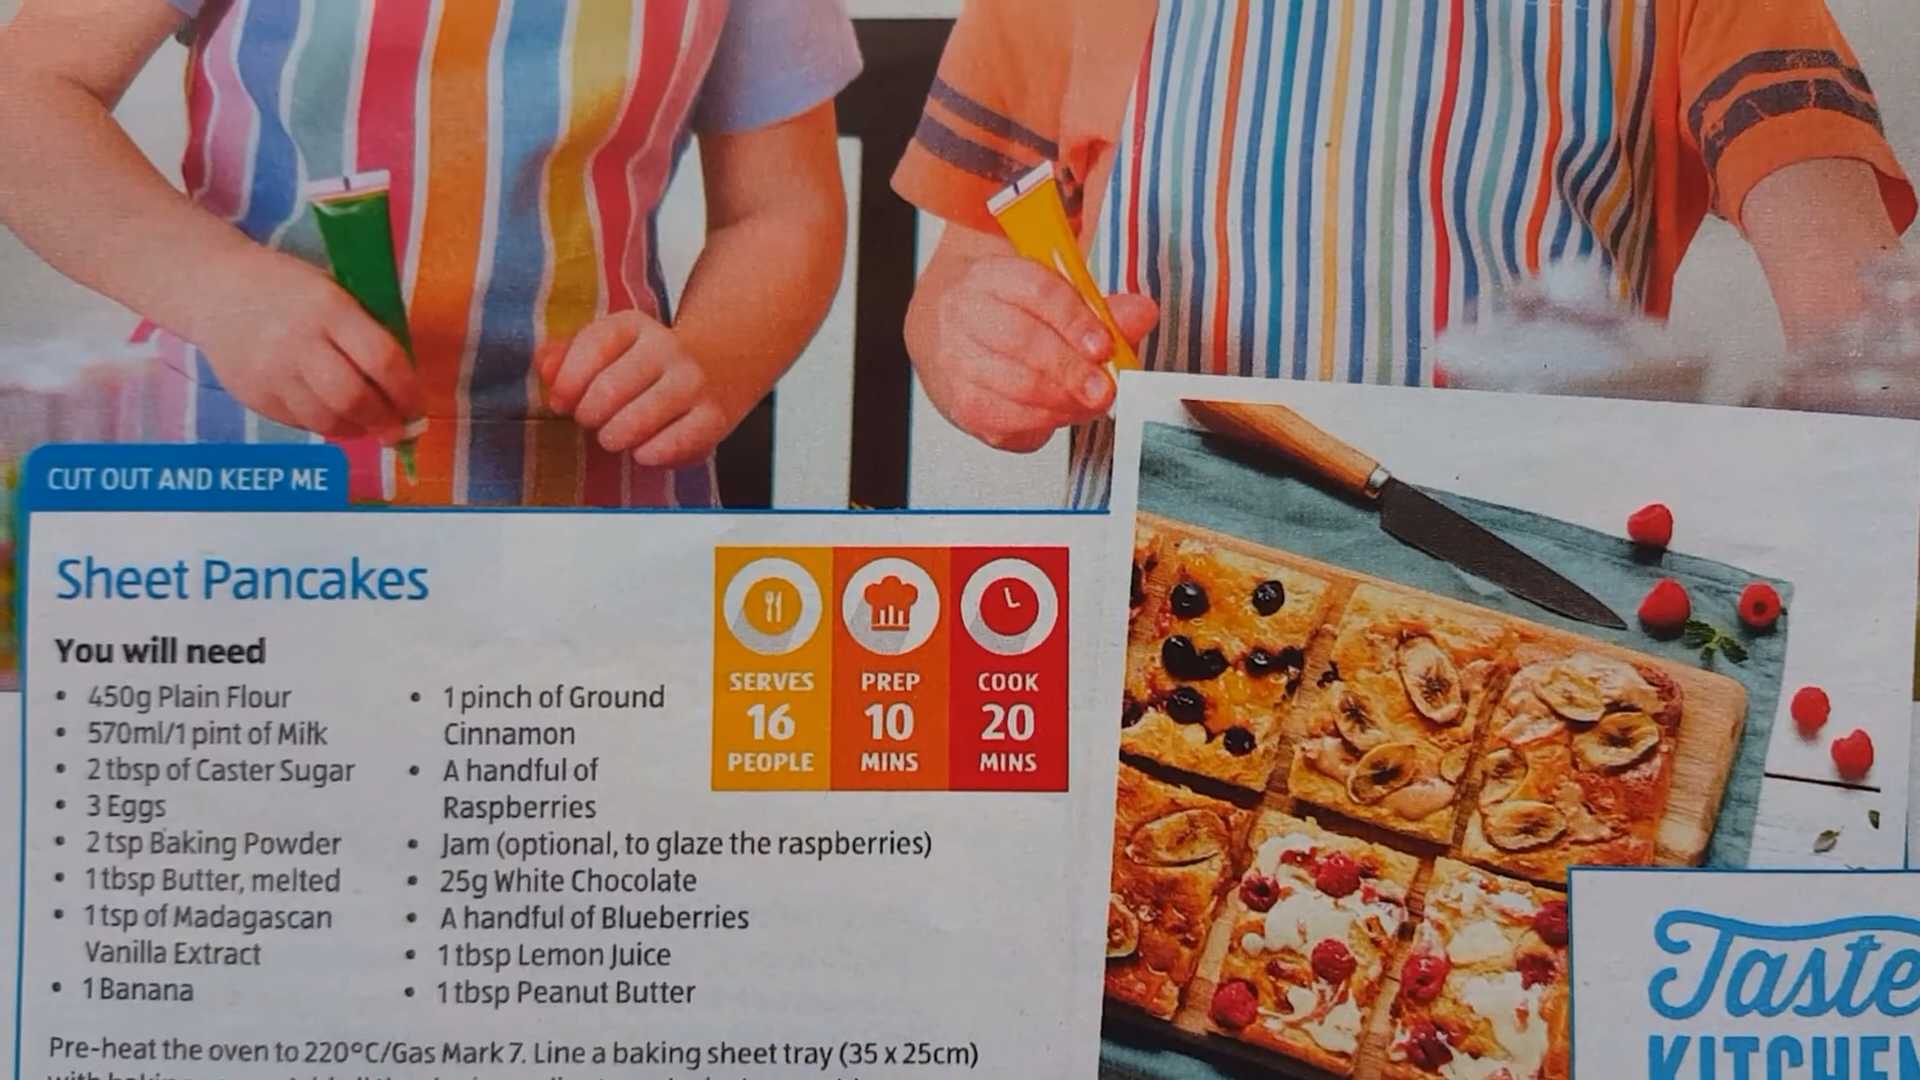 CUT OUT AND KEEP ME
Sheet Pancakes
You will need
• 450g Plain Flour
• 570ml/1 pint of Milk
• 2 tbsp of Caster Sugar
• 3 Eggs
• 2 tsp Baking Powder
• 1 tbsp Butter, melted
• 1 tsp of Madagascan
Vanilla Extract
• 1 Banana
• 1 pinch of Ground
Cinnamon
• A handful of
Raspberries
• Jam (optional, to glaze the raspberries)
• 25g White Chocolate
• A handful of Blueberries
• 1 tbsp Lemon Juice
• 1 tbsp Peanut Butter
SERVES
16
PEOPLE
PREP
10
MINS
COOK
20
MINS
Pre-heat the oven to 220°C/Gas Mark 7. Line a baking sheet tray (35 x 25cm)
Taste
KITCHEN